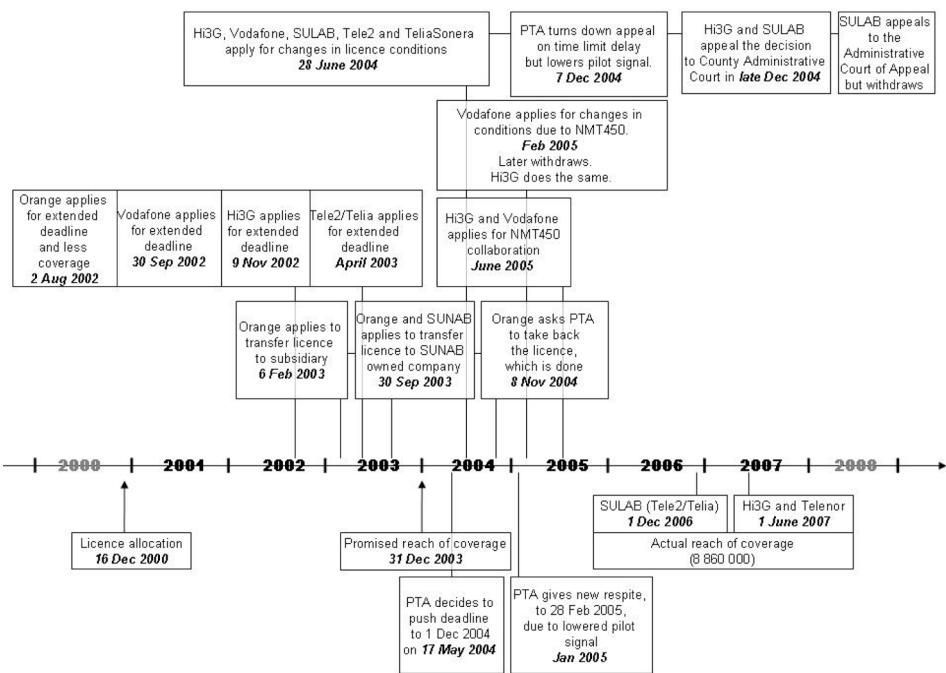 Hi3G, Vodafone, SULAB, Tele2 and TeliaSonera
apply for changes in licence conditions
28 June 2004
PTA turns down appeal
on time limit delay
but lowers pilot signal.
7 Dec 2004
Hi3G and SULAB
appeal the decision
to County Administrative
Court in late Dec 2004
SULAB appeals
to the
Administrative
Court of Appeal
but withdraws
Vodafone applies for changes in
conditions due to NMT450.
Feb 2005
Later withdraws.
Hi3G does the same.
Orange applies
for extended
deadline
and less
coverage
2 Aug 2002
Vodafone applies
for extended
deadline
30 Sep 2002
Hi3G applies
for extended
deadline
9 Nov 2002
Tele2/Telia applies
for extended
deadline
April 2003
Hi3G and Vodafone
applies for NMT450
collaboration
June 2005
Orange applies to
transfer licence
to subsidiary
6 Feb 2003
Orange and SUNAB
applies to transfer
licence to SUNAB
owned company
30 Sep 2003
Orange asks PTA
to take back
the licence,
which is done
8 Nov 2004
2000 2001 2002 2003 2004 2005 2006 2007 2008
Licence allocation
16 Dec 2000
Promised reach of coverage
31 Dec 2003
SULAB (Tele2/Telia)
1 Dec 2006
Hi3G and Telenor
1 June 2007
Actual reach of coverage
(8 860 000)
PTA decides to
push deadline
to 1 Dec 2004
on 17 May 2004
PTA gives new respite,
to 28 Feb 2005,
due to lowered pilot
signal
Jan 2005